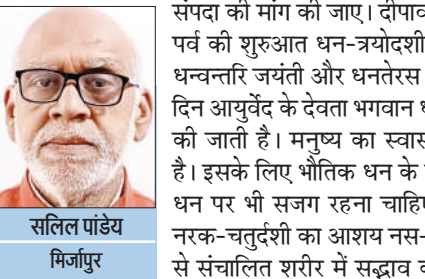 संपदा की मांग की जाए। दीपाव
पर्व की शुरुआत धन-त्रयोदशी
धन्वन्तरि जयंती और धनतेरस
दिन आयुर्वेद के देवता भगवान ध
की जाती है। मनुष्य का स्वास
है। इसके लिए भौतिक धन के
धन पर भी सजग रहना चाहि
नरक-चतुर्दशी का आशय नस-
से संचालित शरीर में सद्भाव
सलिल पांडेय
मिर्जापुर